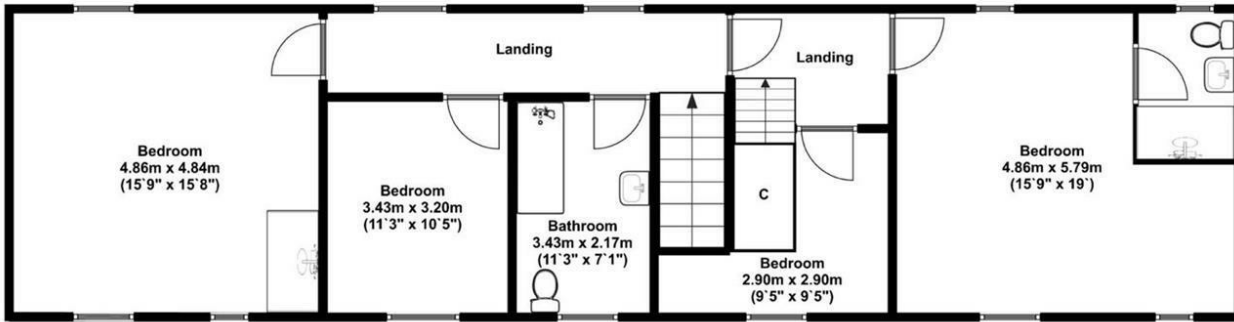 Bedroom
4.86m x 4.84m
(15`9" x 15`8")
Landing
Bedroom
3.43m x 3.20m
(11`3" x 10`5")
Bathroom
3.43m x 2.17m
(11`3" x 7`1")
Landing
C
Bedroom
2.90m x 2.90m
(9`5" x 9`5")
Bedroom
4.86m x 5.79m
(15`9" x 19`)